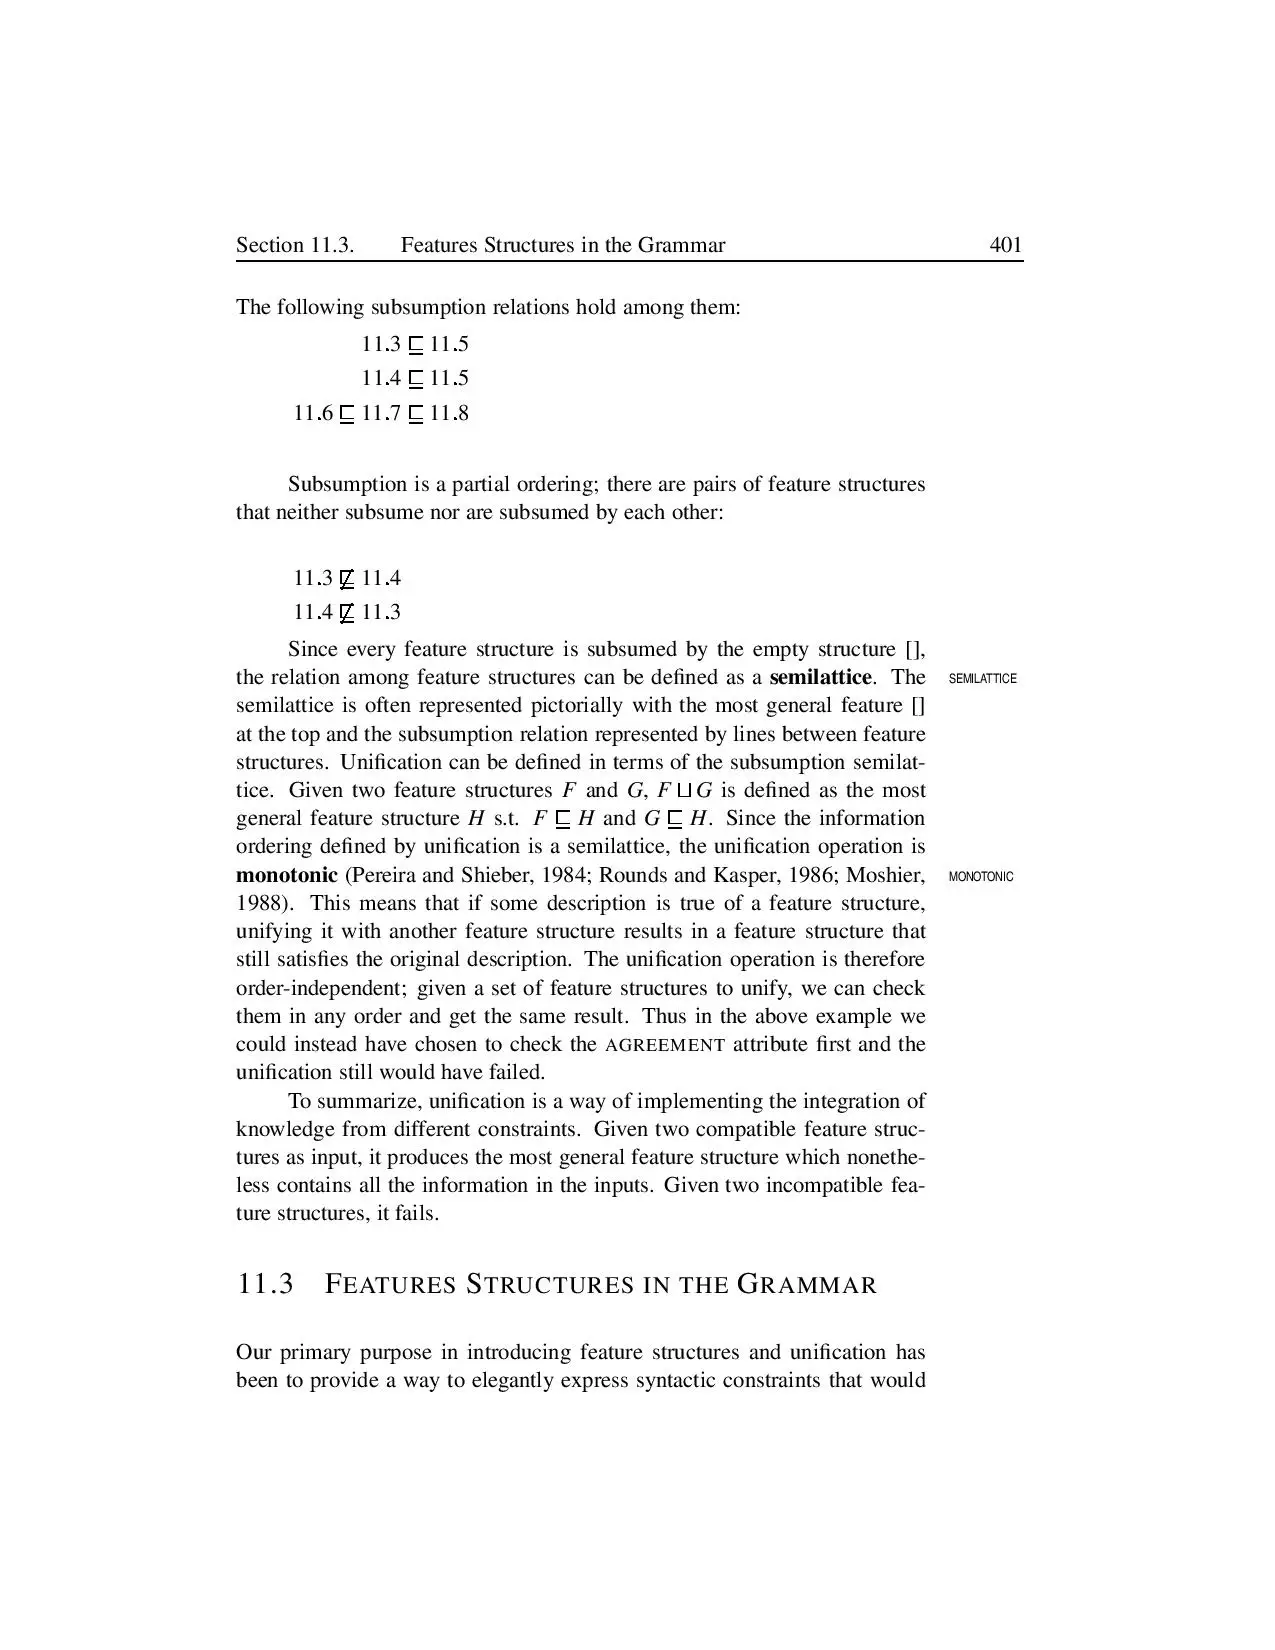 Section 11.3. Features Structures in the Grammar 401
The following subsumption relations hold among them:
11.3 ⊑ 11.5
11.4 ⊑ 11.5
11.6 ⊑ 11.7 ⊑ 11.8
Subsumption is a partial ordering; there are pairs of feature structures
that neither subsume nor are subsumed by each other:
11.3 ⋢ 11.4
11.4 ⋢ 11.3
Since every feature structure is subsumed by the empty structure [],
the relation among feature structures can be defined as a semilattice. The SEMILATTICE
semilattice is often represented pictorially with the most general feature []
at the top and the subsumption relation represented by lines between feature
structures. Unification can be defined in terms of the subsumption semilat-
tice. Given two feature structures F and G, F ⊔ G is defined as the most
general feature structure H s.t. F ⊑ H and G ⊑ H. Since the information
ordering defined by unification is a semilattice, the unification operation is
monotonic (Pereira and Shieber, 1984; Rounds and Kasper, 1986; Moshier, MONOTONIC
1988). This means that if some description is true of a feature structure,
unifying it with another feature structure results in a feature structure that
still satisfies the original description. The unification operation is therefore
order-independent; given a set of feature structures to unify, we can check
them in any order and get the same result. Thus in the above example we
could instead have chosen to check the AGREEMENT attribute first and the
unification still would have failed.
To summarize, unification is a way of implementing the integration of
knowledge from different constraints. Given two compatible feature struc-
tures as input, it produces the most general feature structure which nonethe-
less contains all the information in the inputs. Given two incompatible fea-
ture structures, it fails.
11.3 FEATURES STRUCTURES IN THE GRAMMAR
Our primary purpose in introducing feature structures and unification has
been to provide a way to elegantly express syntactic constraints that would